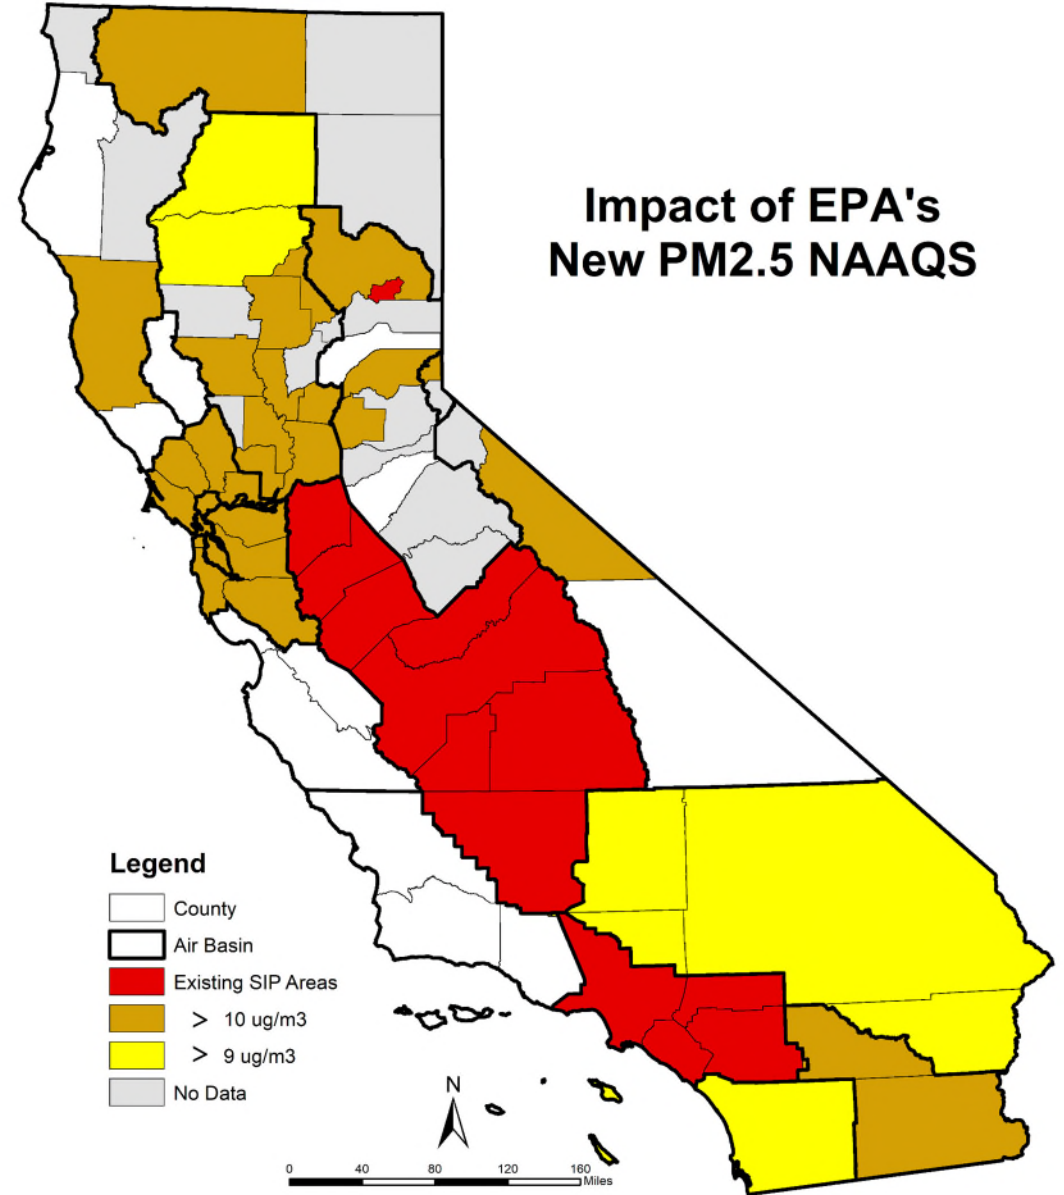 Impact of EPA's
New PM2.5 NAAQS
Legend
County
Air Basin
Existing SIP Areas
> 10 ug/m3
> 9 ug/m3
No Data
N
0 40 80 120 160
Miles